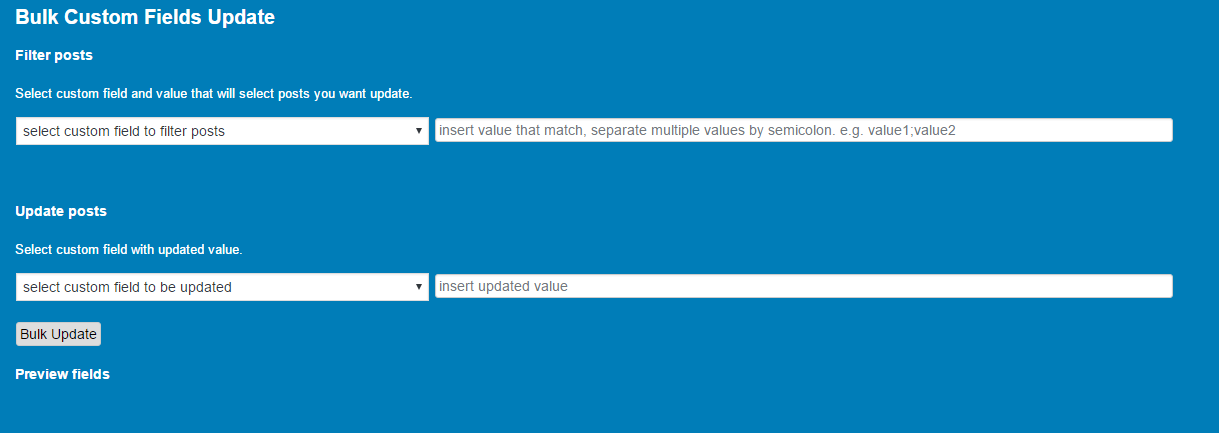 Bulk Custom Fields Update
Filter posts
Select custom field and value that will select posts you want update.
select custom field to filter posts
insert value that match, separate multiple values by semicolon. e.g. value1;value2
Update posts
Select custom field with updated value.
select custom field to be updated
insert updated value
Bulk Update
Preview fields